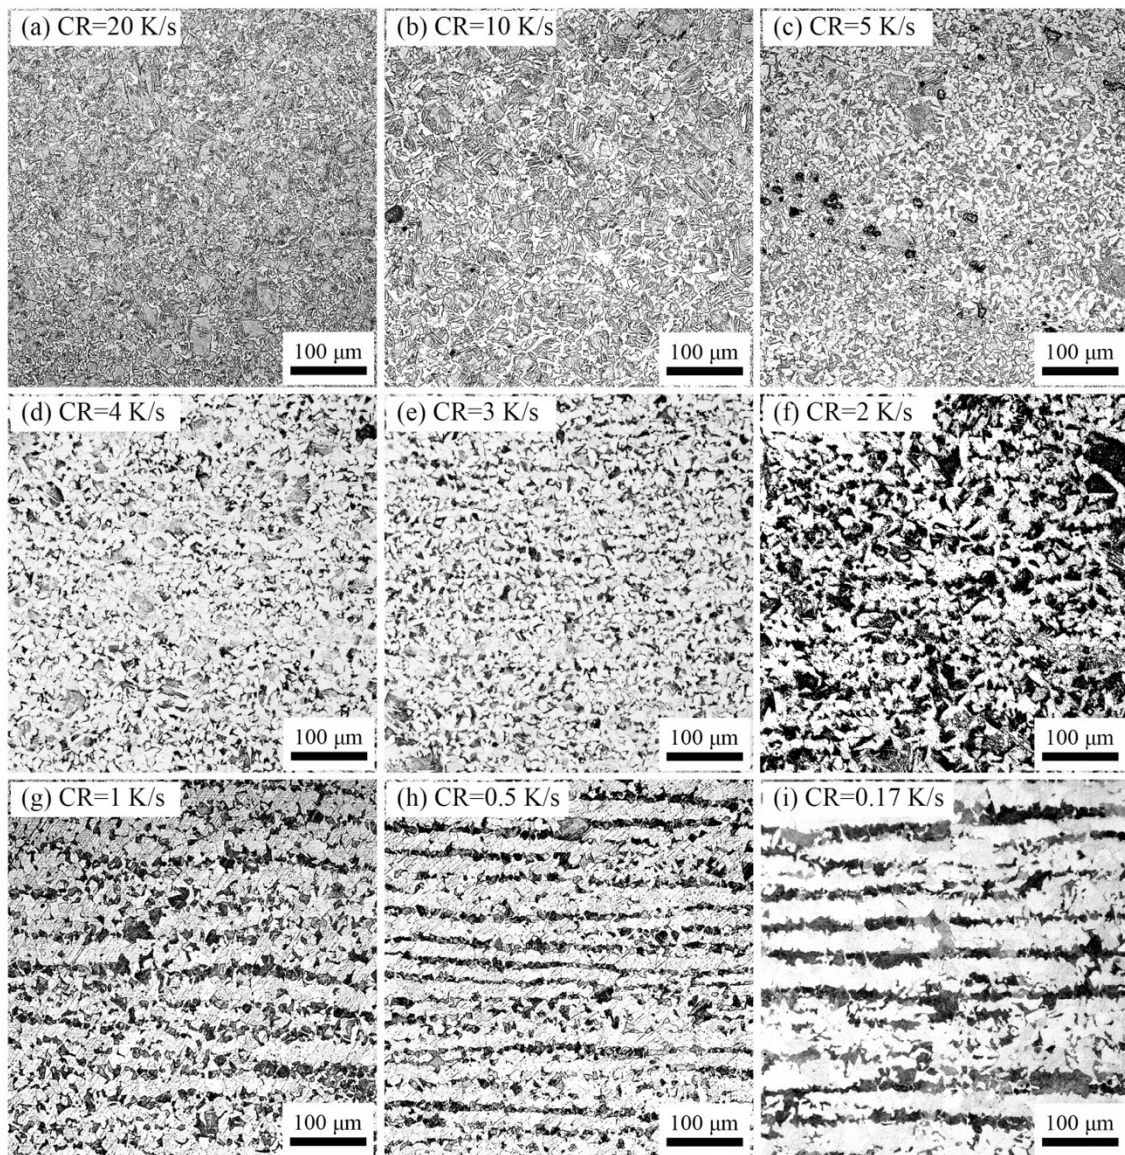 (a) CR=20 K/s
(b) CR=10 K/s
(c) CR=5 K/s
100 μm
100 μm
100 μm
(d) CR=4 K/s
(e) CR=3 K/s
(f) CR=2 K/s
100 μm
100 μm
100 μm
(g) CR=1 K/s
(h) CR=0.5 K/s
(i) CR=0.17 K/s
100 μm
100 μm
100 μm